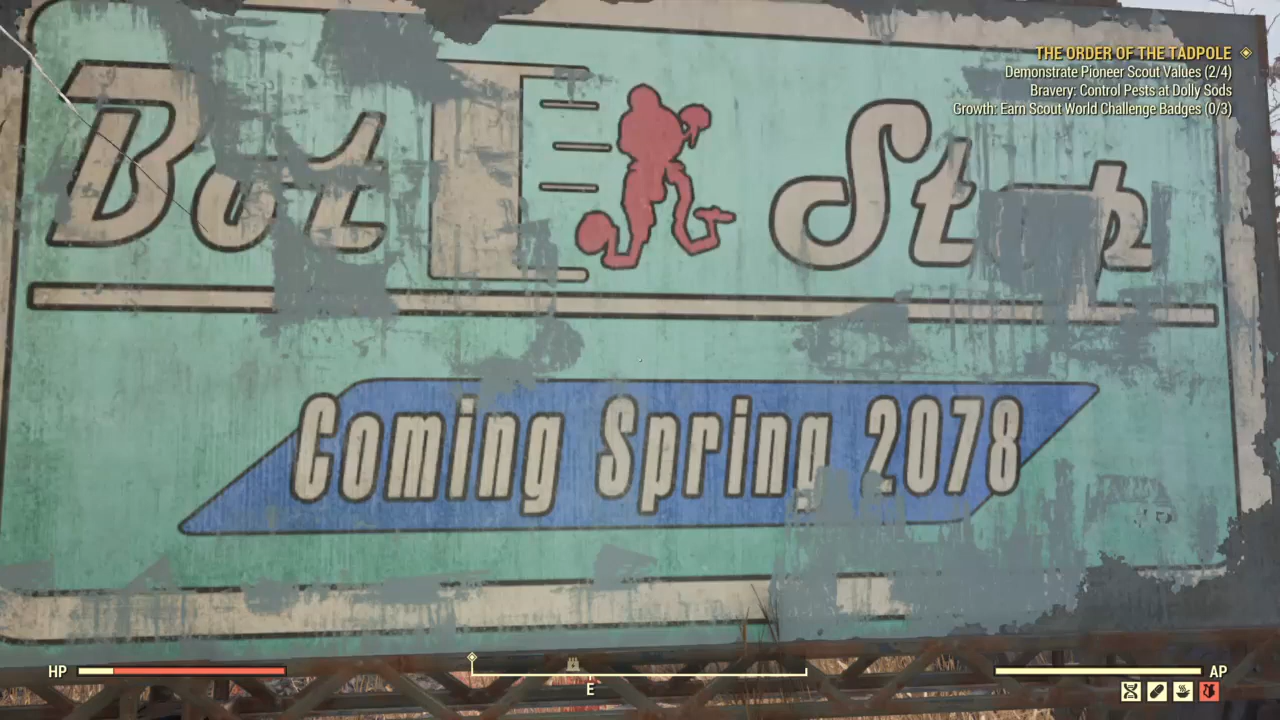 THE ORDER OF THE TADPOLE
Demonstrate Pioneer Scout Values (2/4)
Bravery: Control Pests at Dolly Sods
Growth: Earn Scout World Challenge Badges (0/3)
Bot Stop
Coming Spring 2078
HP
E
AP